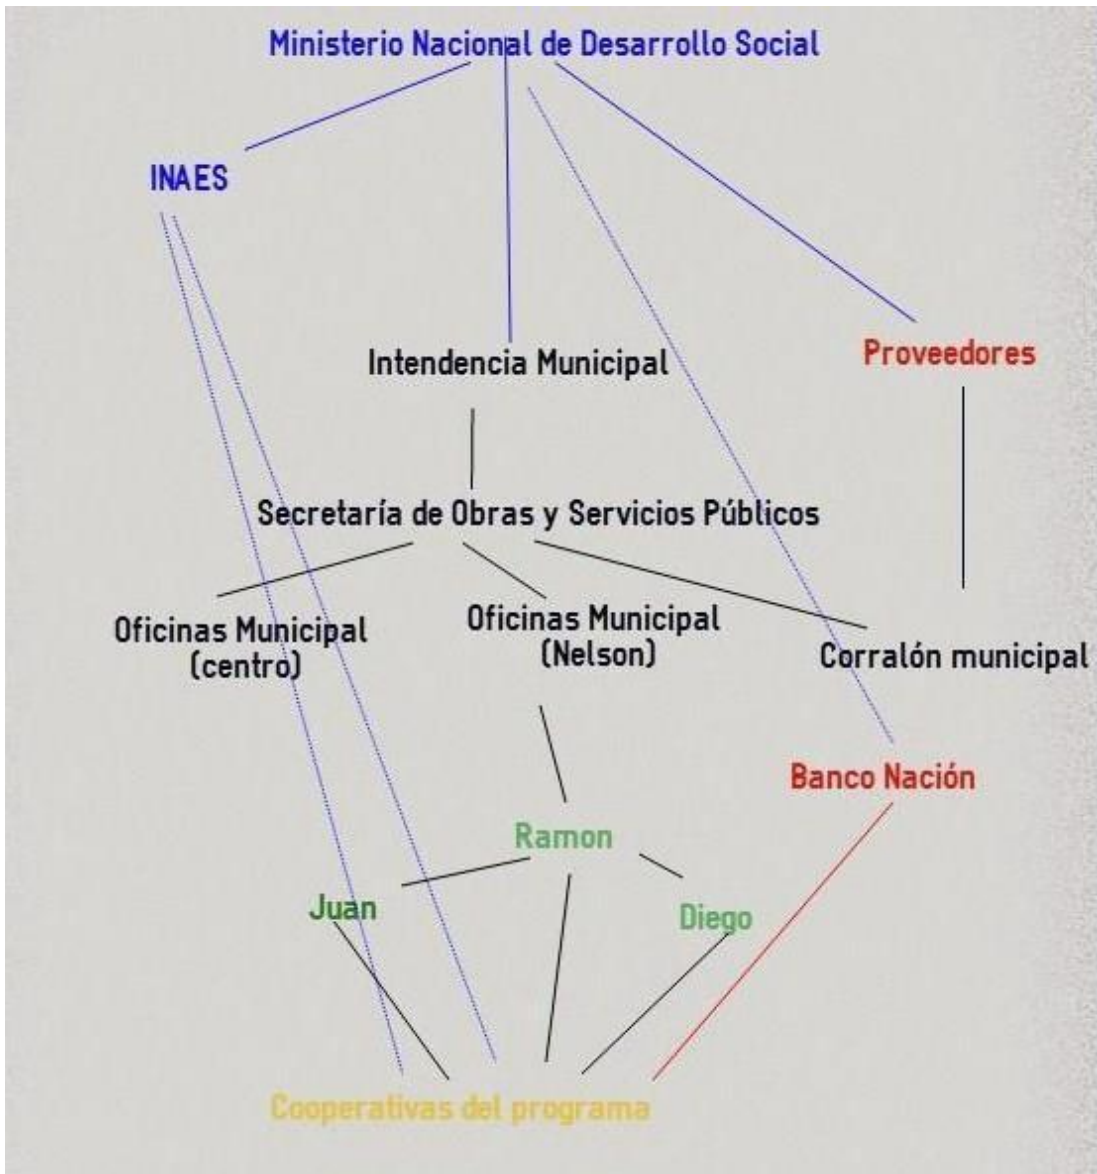 Ministerio Nacional de Desarrollo Social
INAES
Intendencia Municipal
Proveedores
Secretaría de Obras y Servicios Públicos
Oficinas Municipal
(centro)
Oficinas Municipal
(Nelson)
Corralón municipal
Banco Nación
Ramon
Juan
Diego
Cooperativas del programa